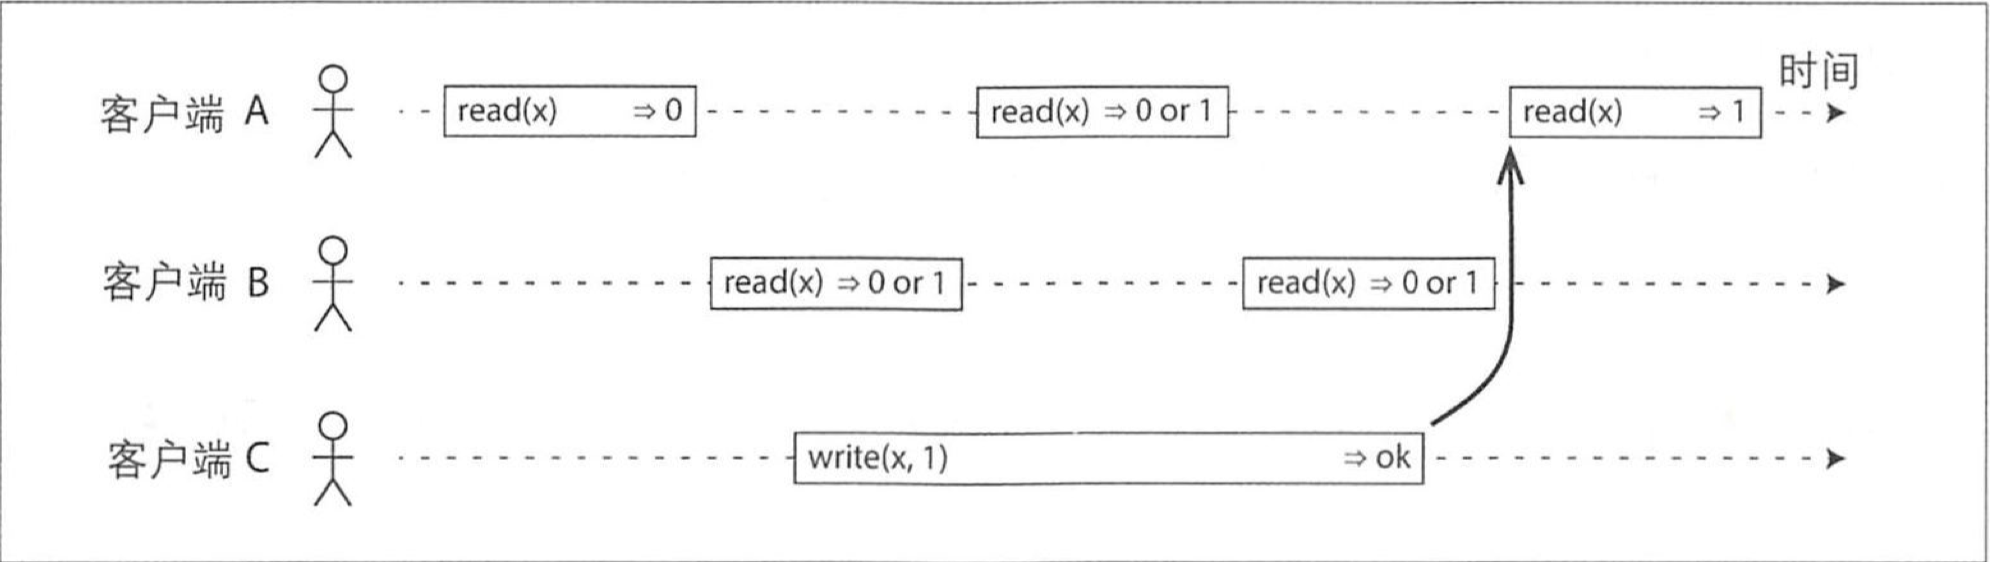 时间
客户端 A read(x) ⇒ 0 read(x) ⇒ 0 or 1 read(x) ⇒ 1
客户端 B read(x) ⇒ 0 or 1 read(x) ⇒ 0 or 1
客户端 C write(x, 1) ⇒ ok